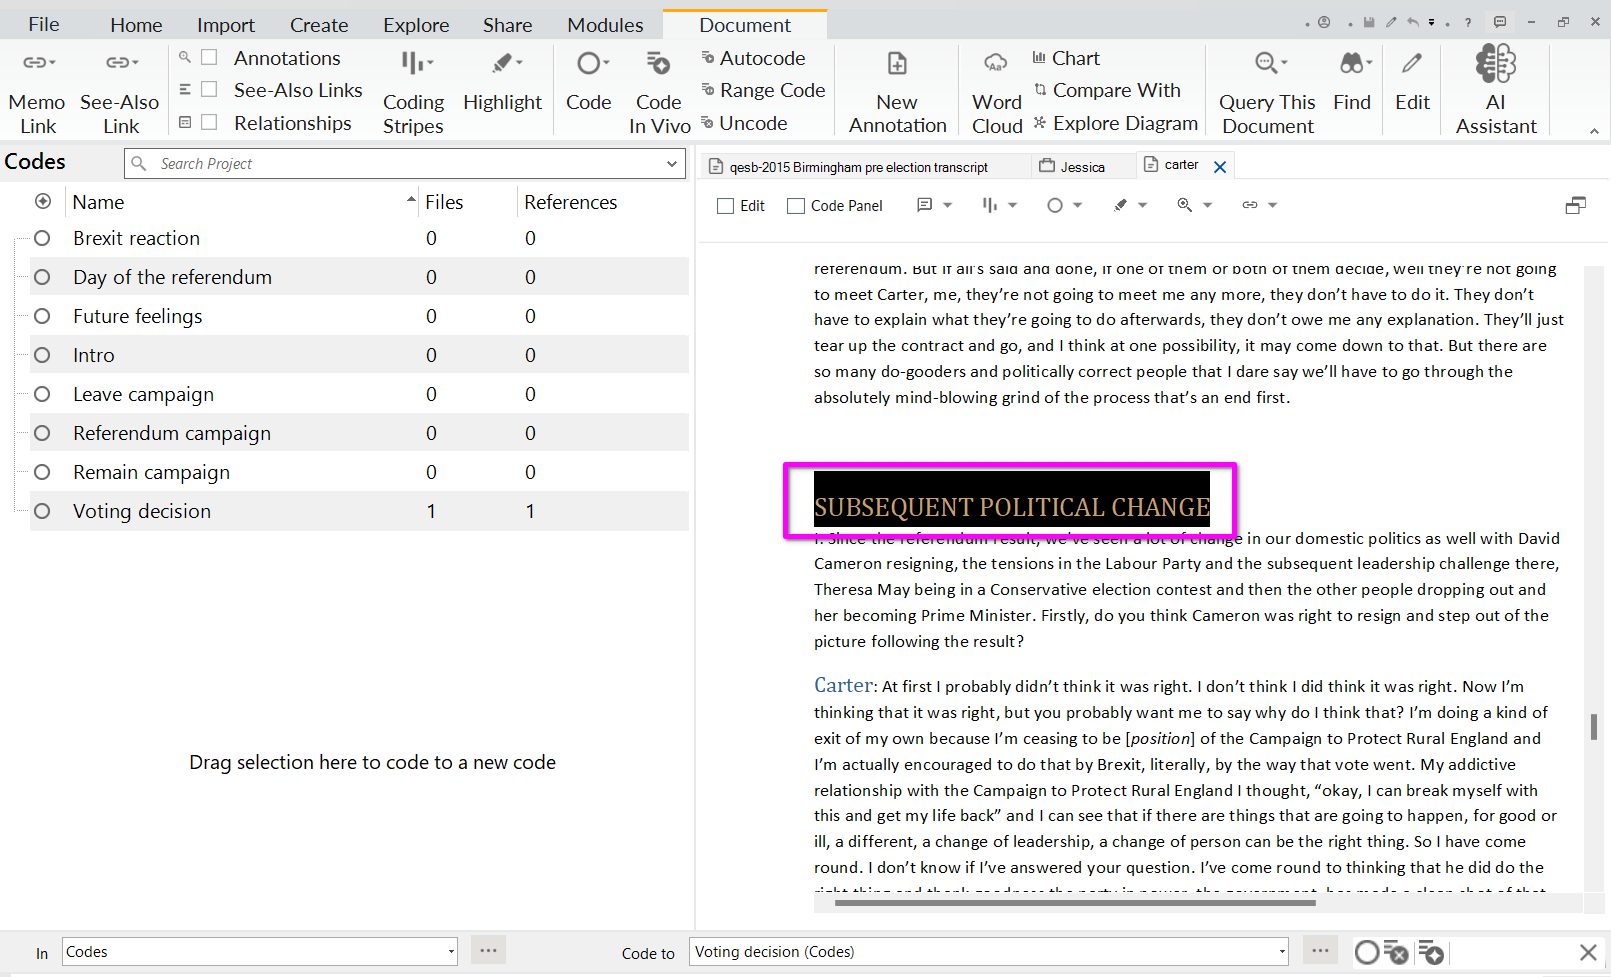 File Home Import Create Explore Share Modules Document
Memo Link
See-Also Link
Annotations
See-Also Links
Relationships
Coding Stripes
Highlight
Code
Code In Vivo
Autocode
Range Code
Uncode
New Annotation
Word Cloud
Chart
Compare With
Explore Diagram
Query This Document
Find
Edit
AI Assistant
Codes
Search Project
Name Files References
Brexit reaction 0 0
Day of the referendum 0 0
Future feelings 0 0
Intro 0 0
Leave campaign 0 0
Referendum campaign 0 0
Remain campaign 0 0
Voting decision 1 1
Drag selection here to code to a new code
qesb-2015 Birmingham pre election transcript Jessica carter
Edit Code Panel
referendum. But if all’s said and done, if one of them or both of them decide, well they’re not going
to meet Carter, me, they’re not going to meet me any more, they don’t have to do it. They don’t
have to explain what they’re going to do afterwards, they don’t owe me any explanation. They’ll just
tear up the contract and go, and I think at one possibility, it may come down to that. But there are
so many do-gooders and politically correct people that I dare say we’ll have to go through the
absolutely mind-blowing grind of the process that’s an end first.
SUBSEQUENT POLITICAL CHANGE
I: Since the referendum result, we’ve seen a lot of change in our domestic politics as well with David
Cameron resigning, the tensions in the Labour Party and the subsequent leadership challenge there,
Theresa May being in a Conservative election contest and then the other people dropping out and
her becoming Prime Minister. Firstly, do you think Cameron was right to resign and step out of the
picture following the result?
Carter: At first I probably didn’t think it was right. I don’t think I did think it was right. Now I’m
thinking that it was right, but you probably want me to say why do I think that? I’m doing a kind of
exit of my own because I’m ceasing to be [position] of the Campaign to Protect Rural England and
I’m actually encouraged to do that by Brexit, literally, by the way that vote went. My addictive
relationship with the Campaign to Protect Rural England I thought, “okay, I can break myself with
this and get my life back” and I can see that if there are things that are going to happen, for good or
ill, a different, a change of leadership, a change of person can be the right thing. So I have come
round. I don’t know if I’ve answered your question. I’ve come round to thinking that he did do the
right thing and thank goodness the party in power, the government, has made a clean shot of that
In Codes Code to Voting decision (Codes)